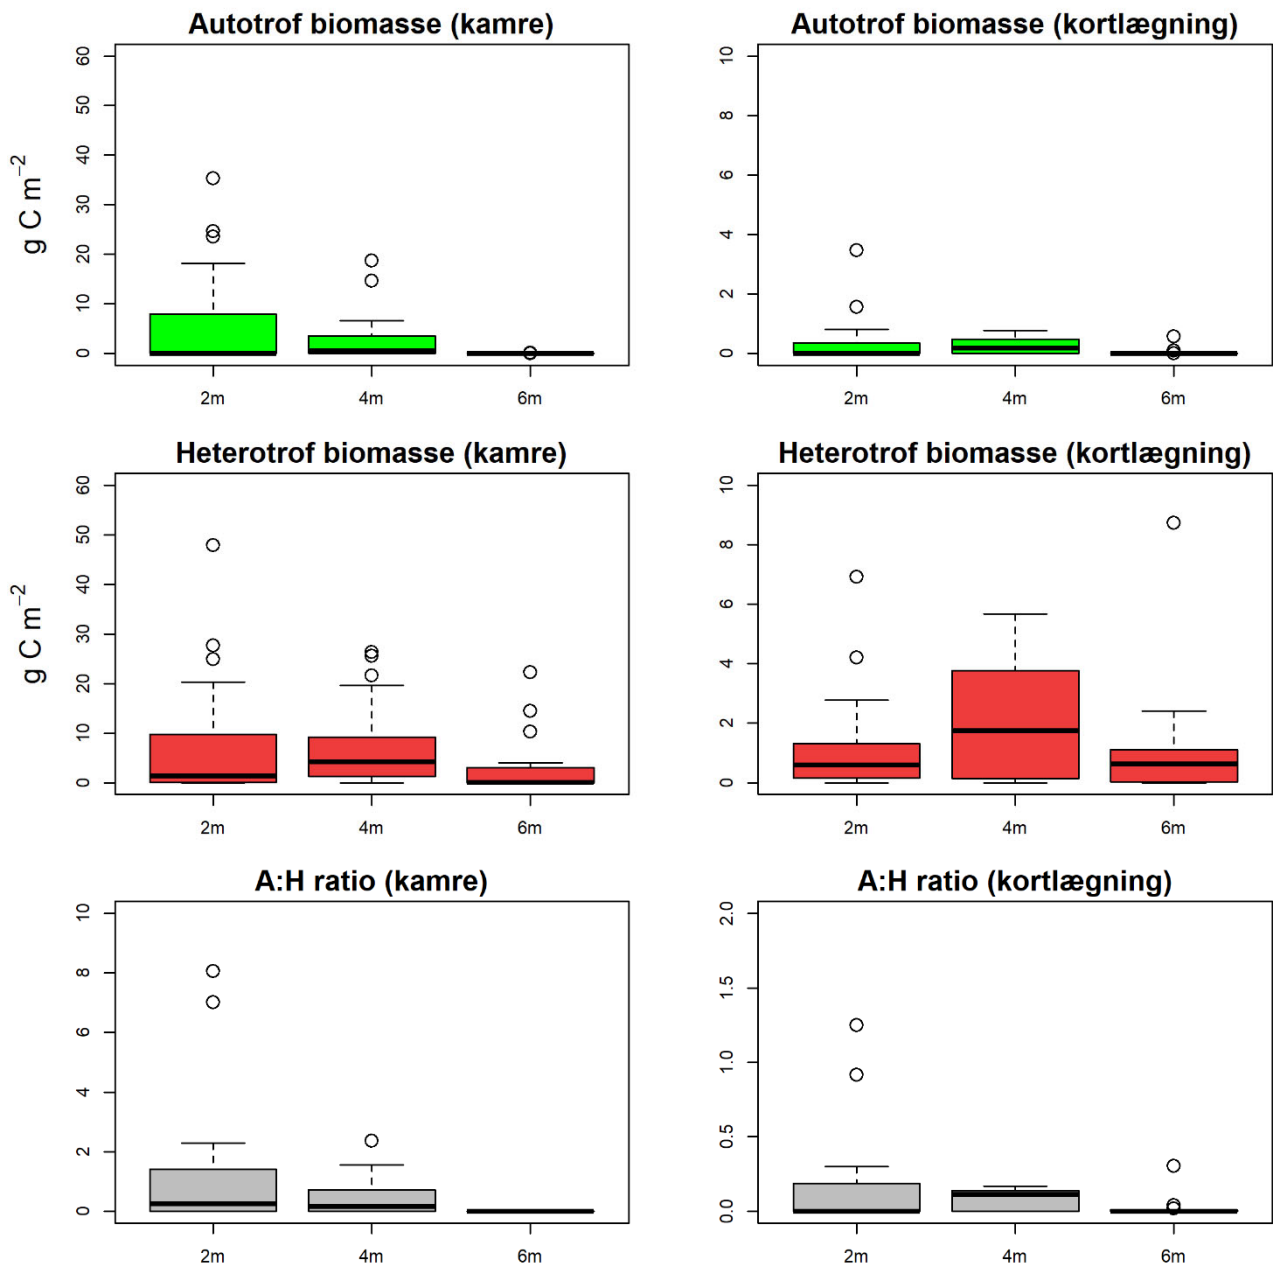 Autotrof biomasse (kamre)
g C m⁻²
60
50
40
30
20
10
0
2m 4m 6m
Autotrof biomasse (kortlægning)
10
8
6
4
2
0
2m 4m 6m
Heterotrof biomasse (kamre)
g C m⁻²
60
50
40
30
20
10
0
2m 4m 6m
Heterotrof biomasse (kortlægning)
10
8
6
4
2
0
2m 4m 6m
A:H ratio (kamre)
10
8
6
4
2
0
2m 4m 6m
A:H ratio (kortlægning)
2.0
1.5
1.0
0.5
0.0
2m 4m 6m